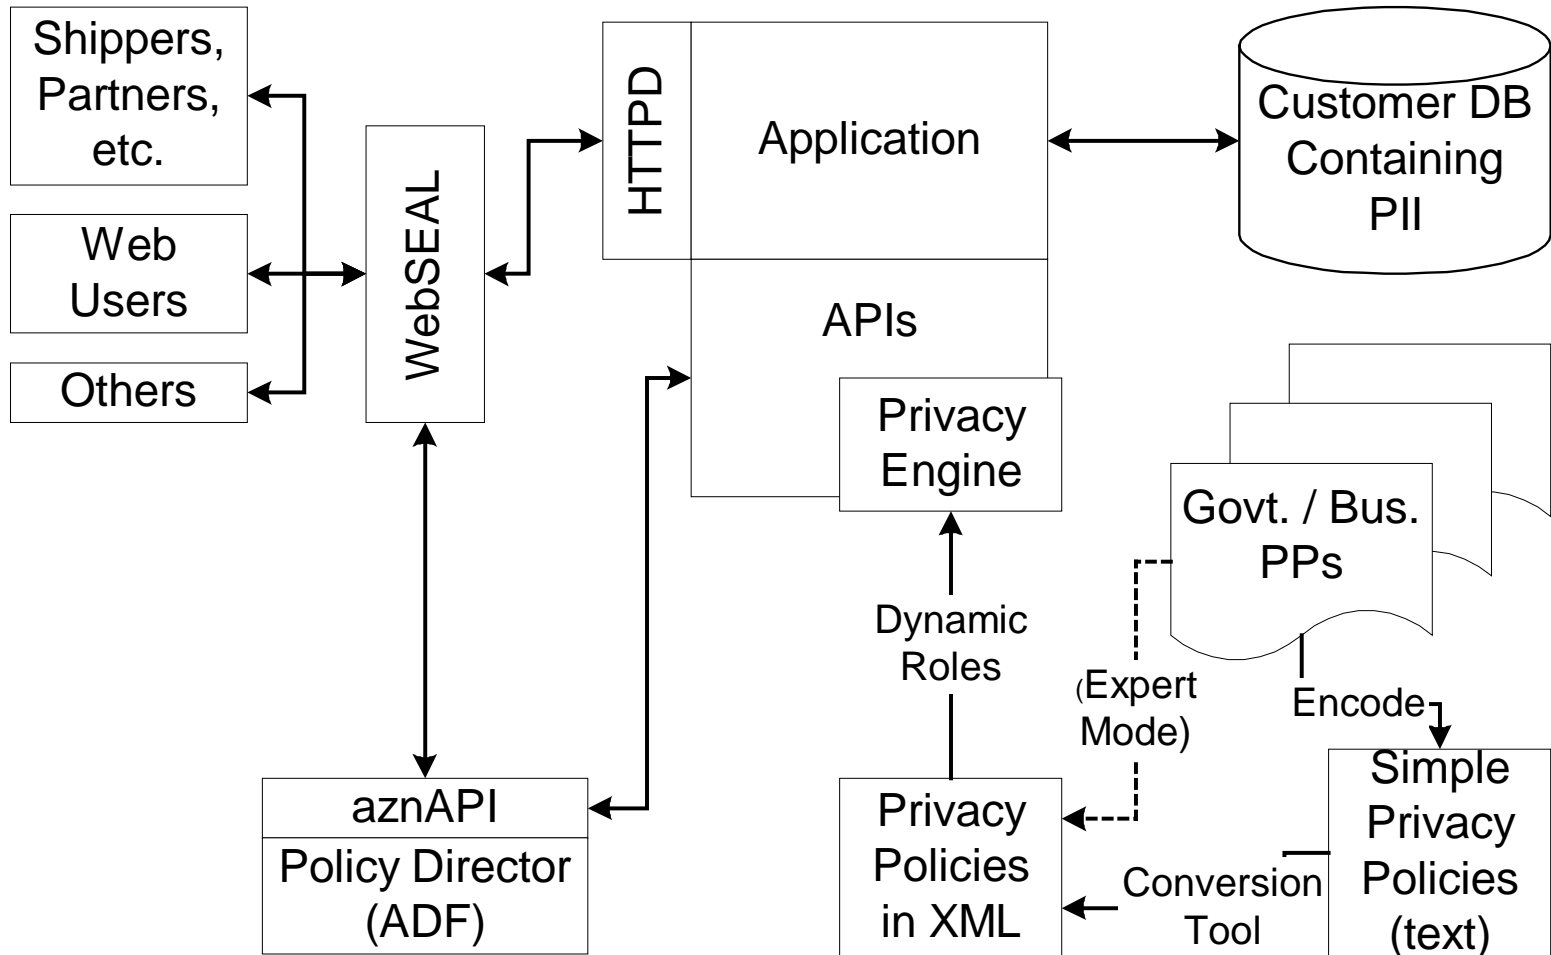 Shippers,
Partners,
etc.
Web
Users
Others
WebSEAL
HTTPD
Application
APIs
Privacy
Engine
Customer DB
Containing
PII
Govt. / Bus.
PPs
Dynamic
Roles
(Expert
Mode)
Encode
aznAPI
Policy Director
(ADF)
Privacy
Policies
in XML
Conversion
Tool
Simple
Privacy
Policies
(text)